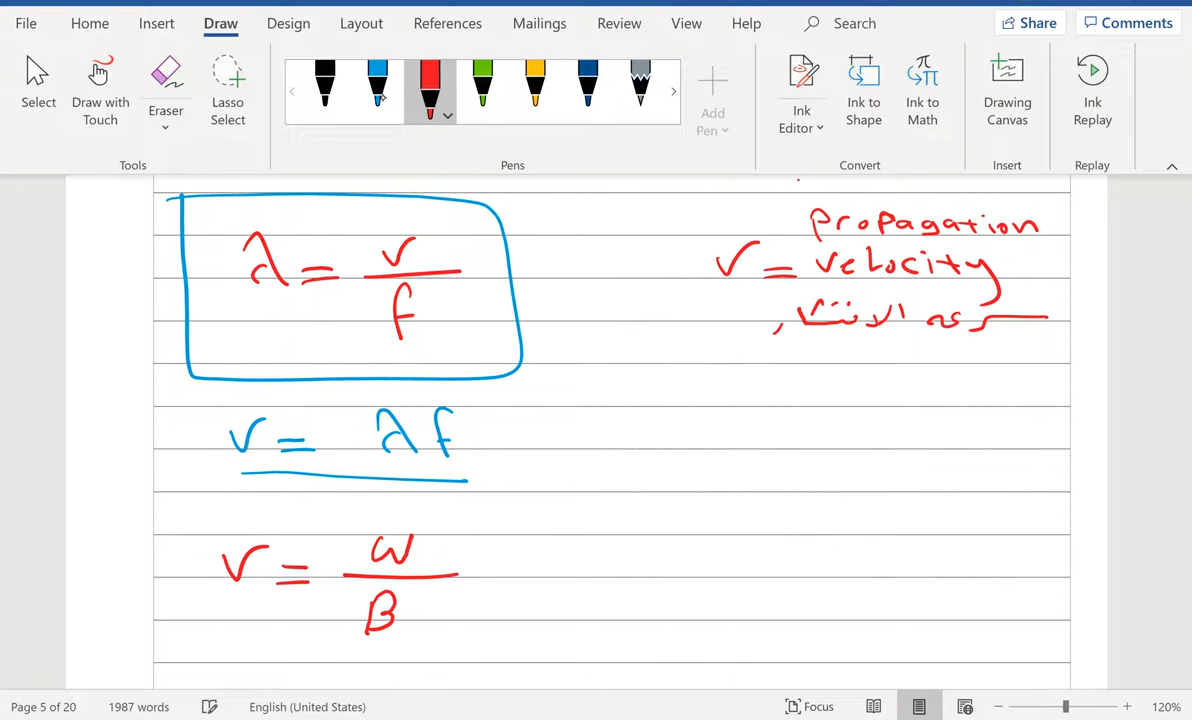 File Home Insert Draw Design Layout References Mailings Review View Help Search Share Comments
Select Draw with Touch Eraser Lasso Select Add Pen Ink Editor Ink to Shape Ink to Math Drawing Canvas Ink Replay
Tools Pens Convert Insert Replay
λ = v/f
Propagation
v = velocity
سرعة الانتشار
v = λf
v = ω/β
Page 5 of 20 1987 words English (United States) Focus 120%